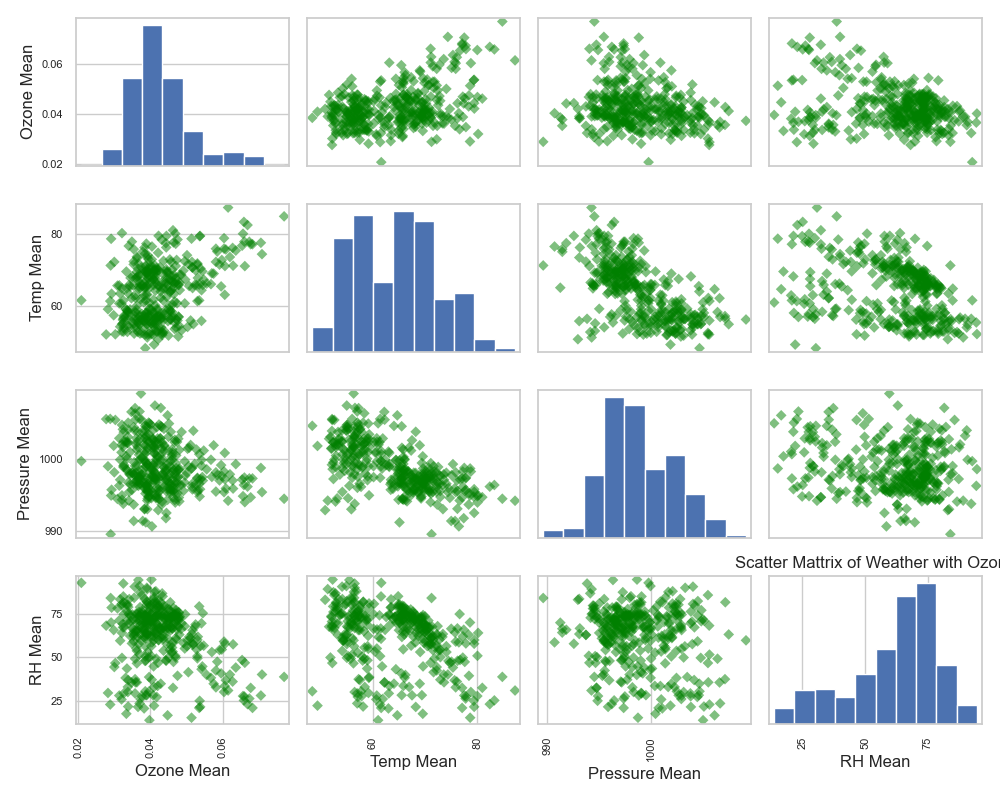 Ozone Mean
0.06
0.04
0.02
Temp Mean
80
60
Pressure Mean
1000
990
Scatter Mattrix of Weather with Ozon
RH Mean
75
50
25
0.02 0.04 0.06 60 80 990 1000 25 75
Ozone Mean Temp Mean Pressure Mean RH Mean